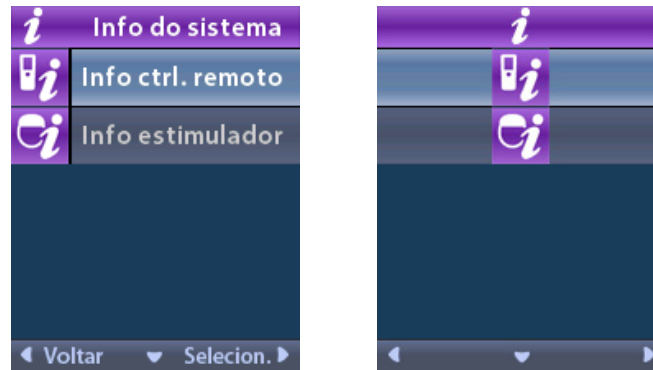 Info do sistema
Info ctrl. remoto
Info estimulador
Voltar Selecion.